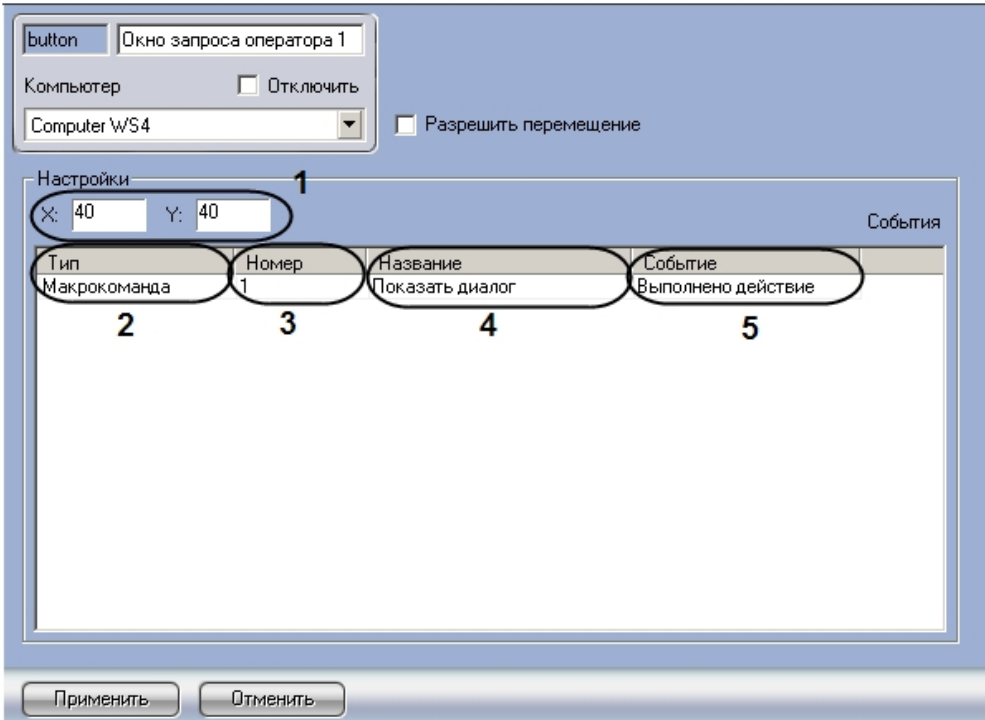 button Окно запроса оператора 1
Компьютер Отключить
Computer WS4 Разрешить перемещение
Настройки 1
X: 40 Y: 40 События
Тип Номер Название Событие
Макрокоманда 1 Показать диалог Выполнено действие
2 3 4 5
Применить Отменить